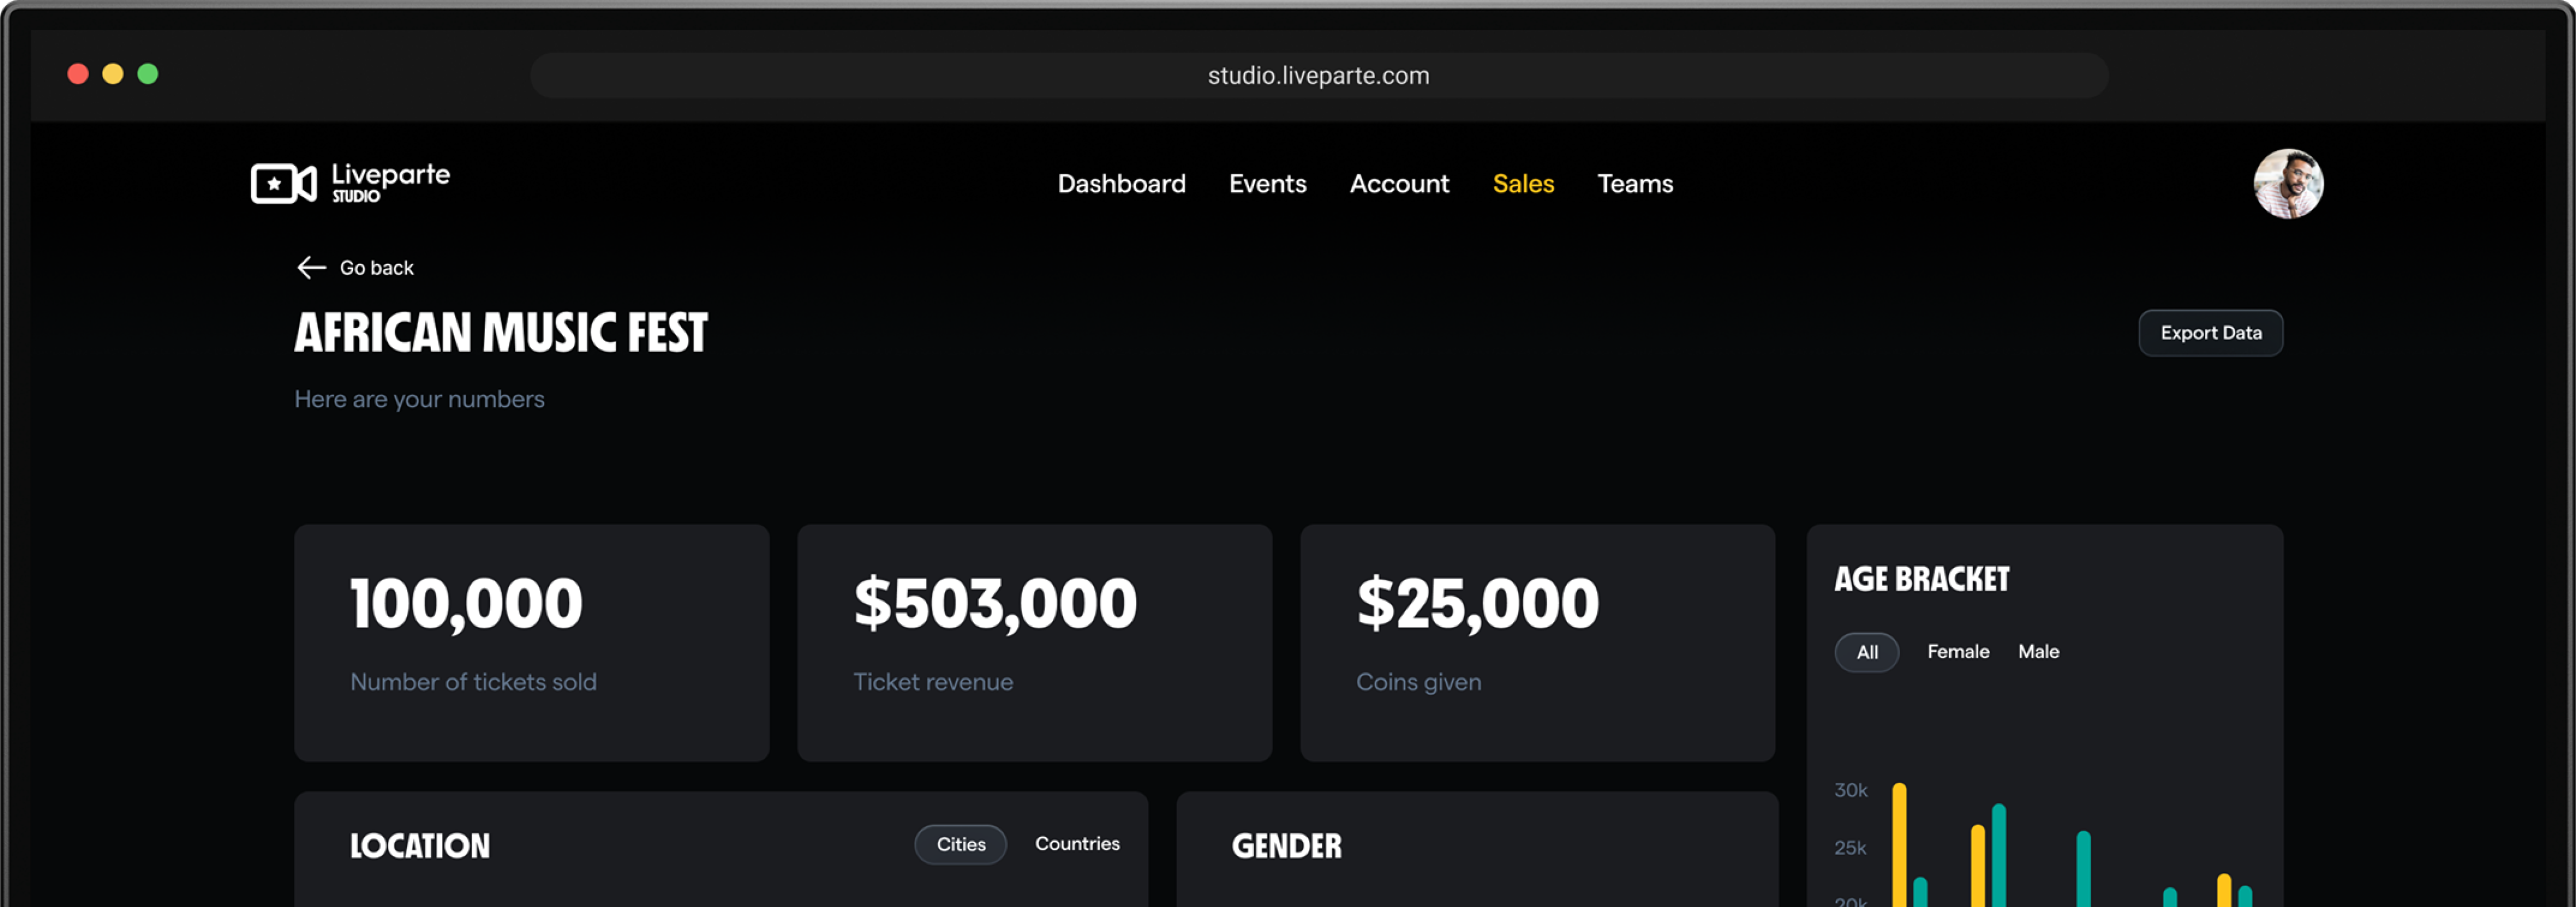 studio.liveparte.com
Liveparte
STUDIO
Dashboard Events Account Sales Teams
Go back
AFRICAN MUSIC FEST
Export Data
Here are your numbers
100,000
Number of tickets sold
$503,000
Ticket revenue
$25,000
Coins given
AGE BRACKET
All Female Male
30k
25k
20k
LOCATION
Cities Countries
GENDER